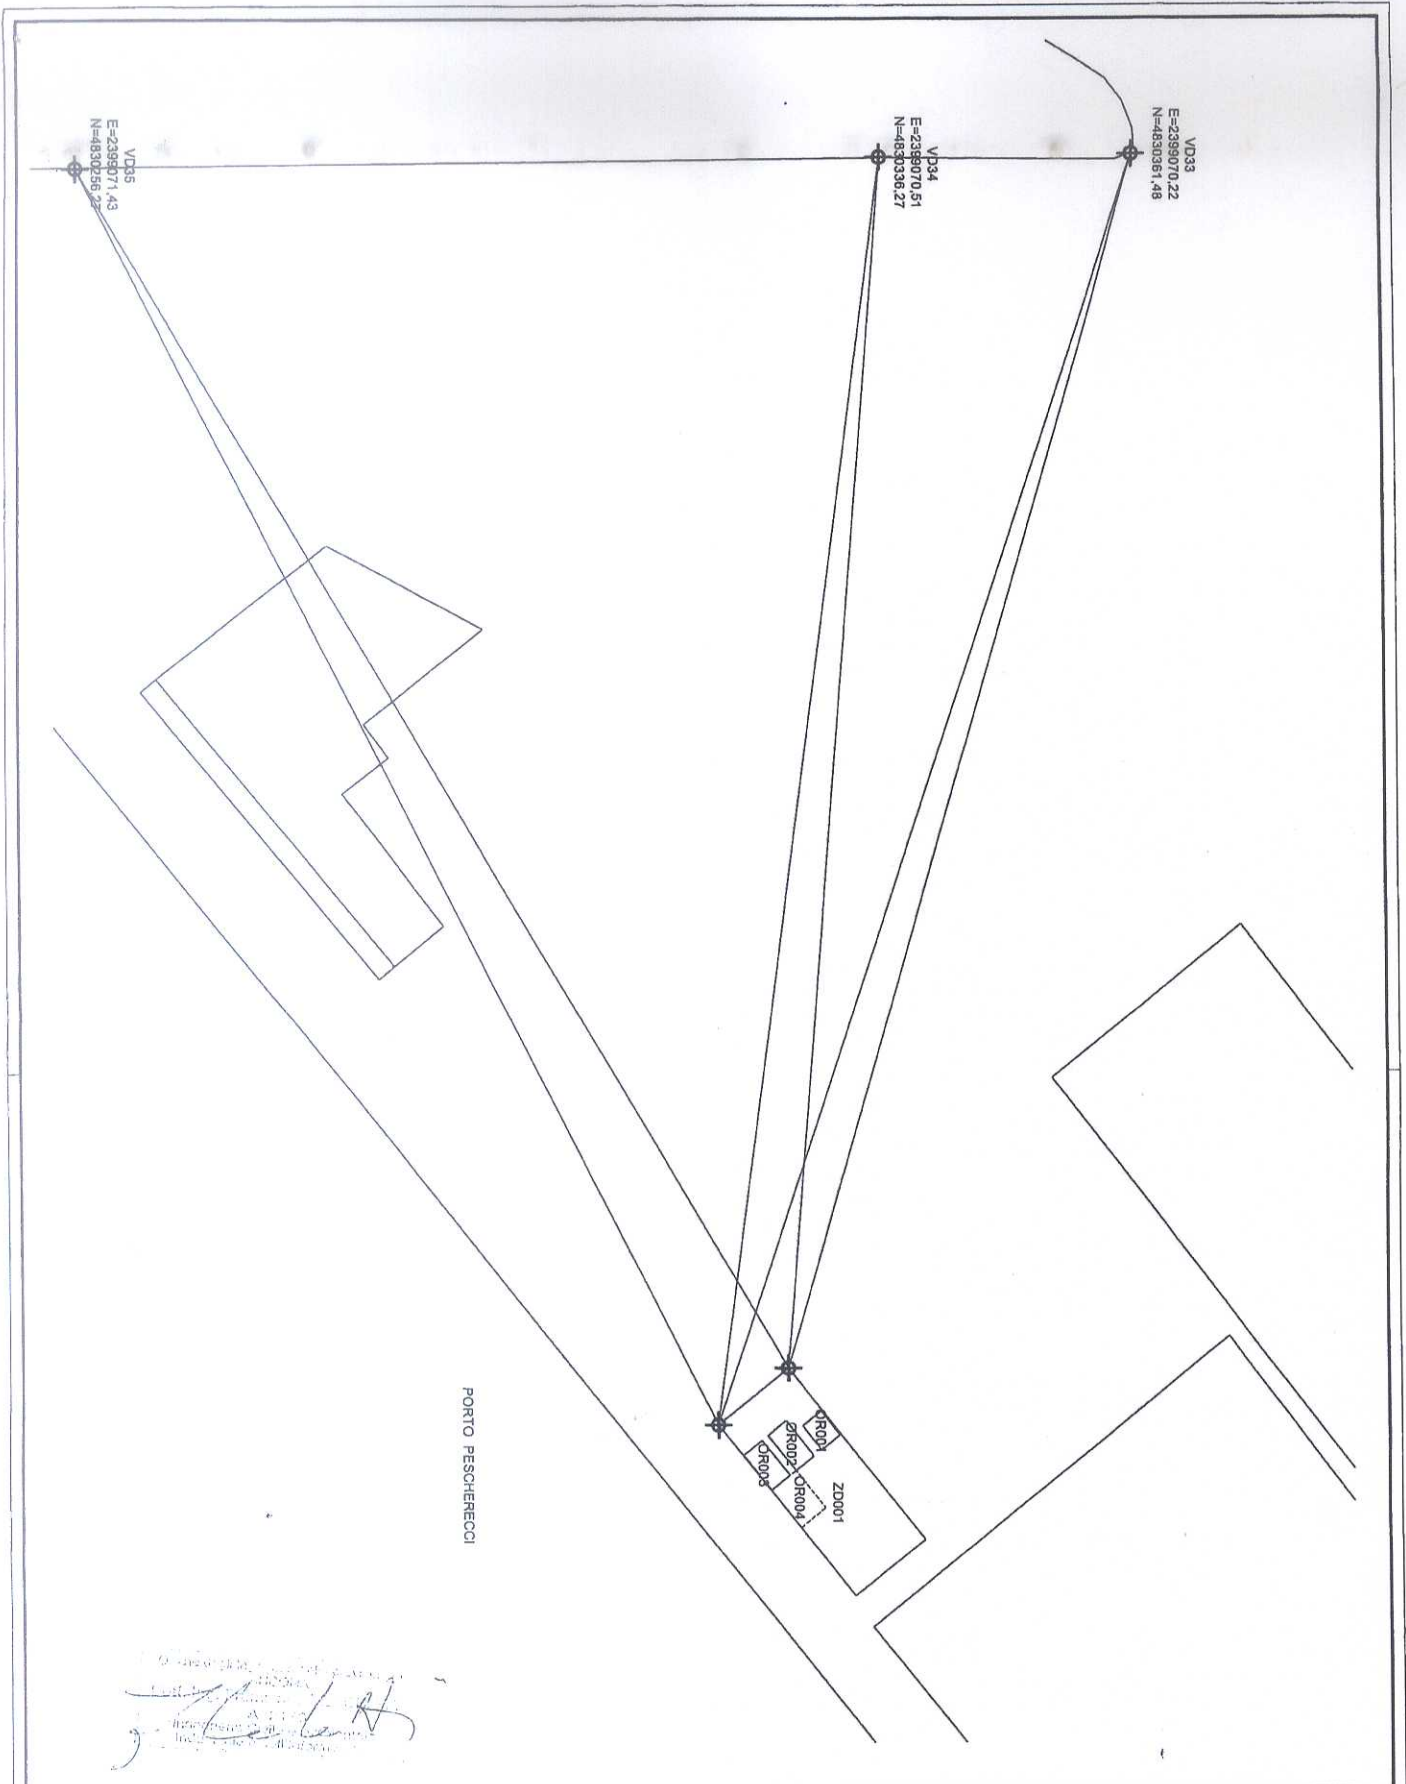 VD33
E=2399070,22
N=4830361,48
VD34
E=2399070,51
N=4830336,27
VD35
E=2399071,43
N=4830256,27
OR001
OR002
OR003
OR004
ZD001
PORTO PESCHERECCI